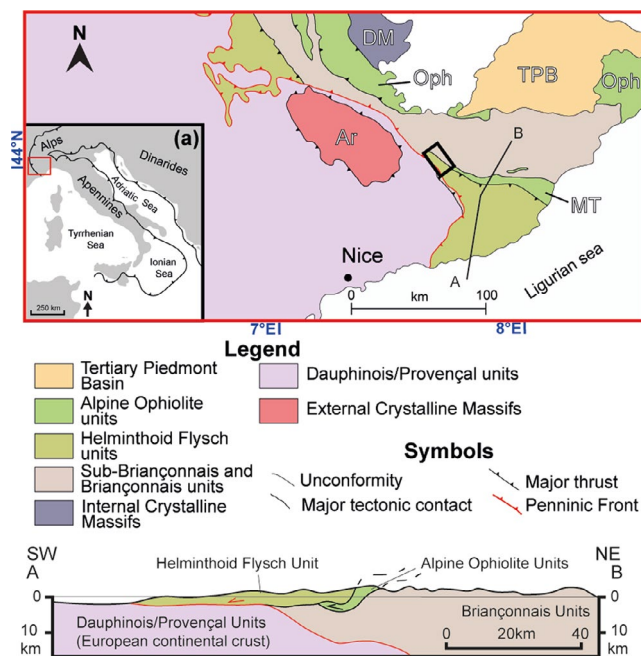 N
DM
Oph
TPB
Oph
44°N
(a)
Alps
Dinarides
Apennines
Adriatic Sea
Tyrrhenian
Sea
Ionian
Sea
250 km
N
Ar
B
MT
Nice
A
Ligurian sea
0
km
100
7°EI
8°EI
Legend
Tertiary Piedmont
Basin
Alpine Ophiolite
units
Helminthoid Flysch
units
Sub-Briançonnais and
Briançonnais units
Internal Crystalline
Massifs
Dauphinois/Provençal units
External Crystalline Massifs
Symbols
Unconformity
Major tectonic contact
Major thrust
Penninic Front
SW
A
Helminthoid Flysch Unit
Alpine Ophiolite Units
NE
B
0
0
Dauphinois/Provençal Units
(European continental crust)
Briançonnais Units
10
km
0
20km
40
10
km